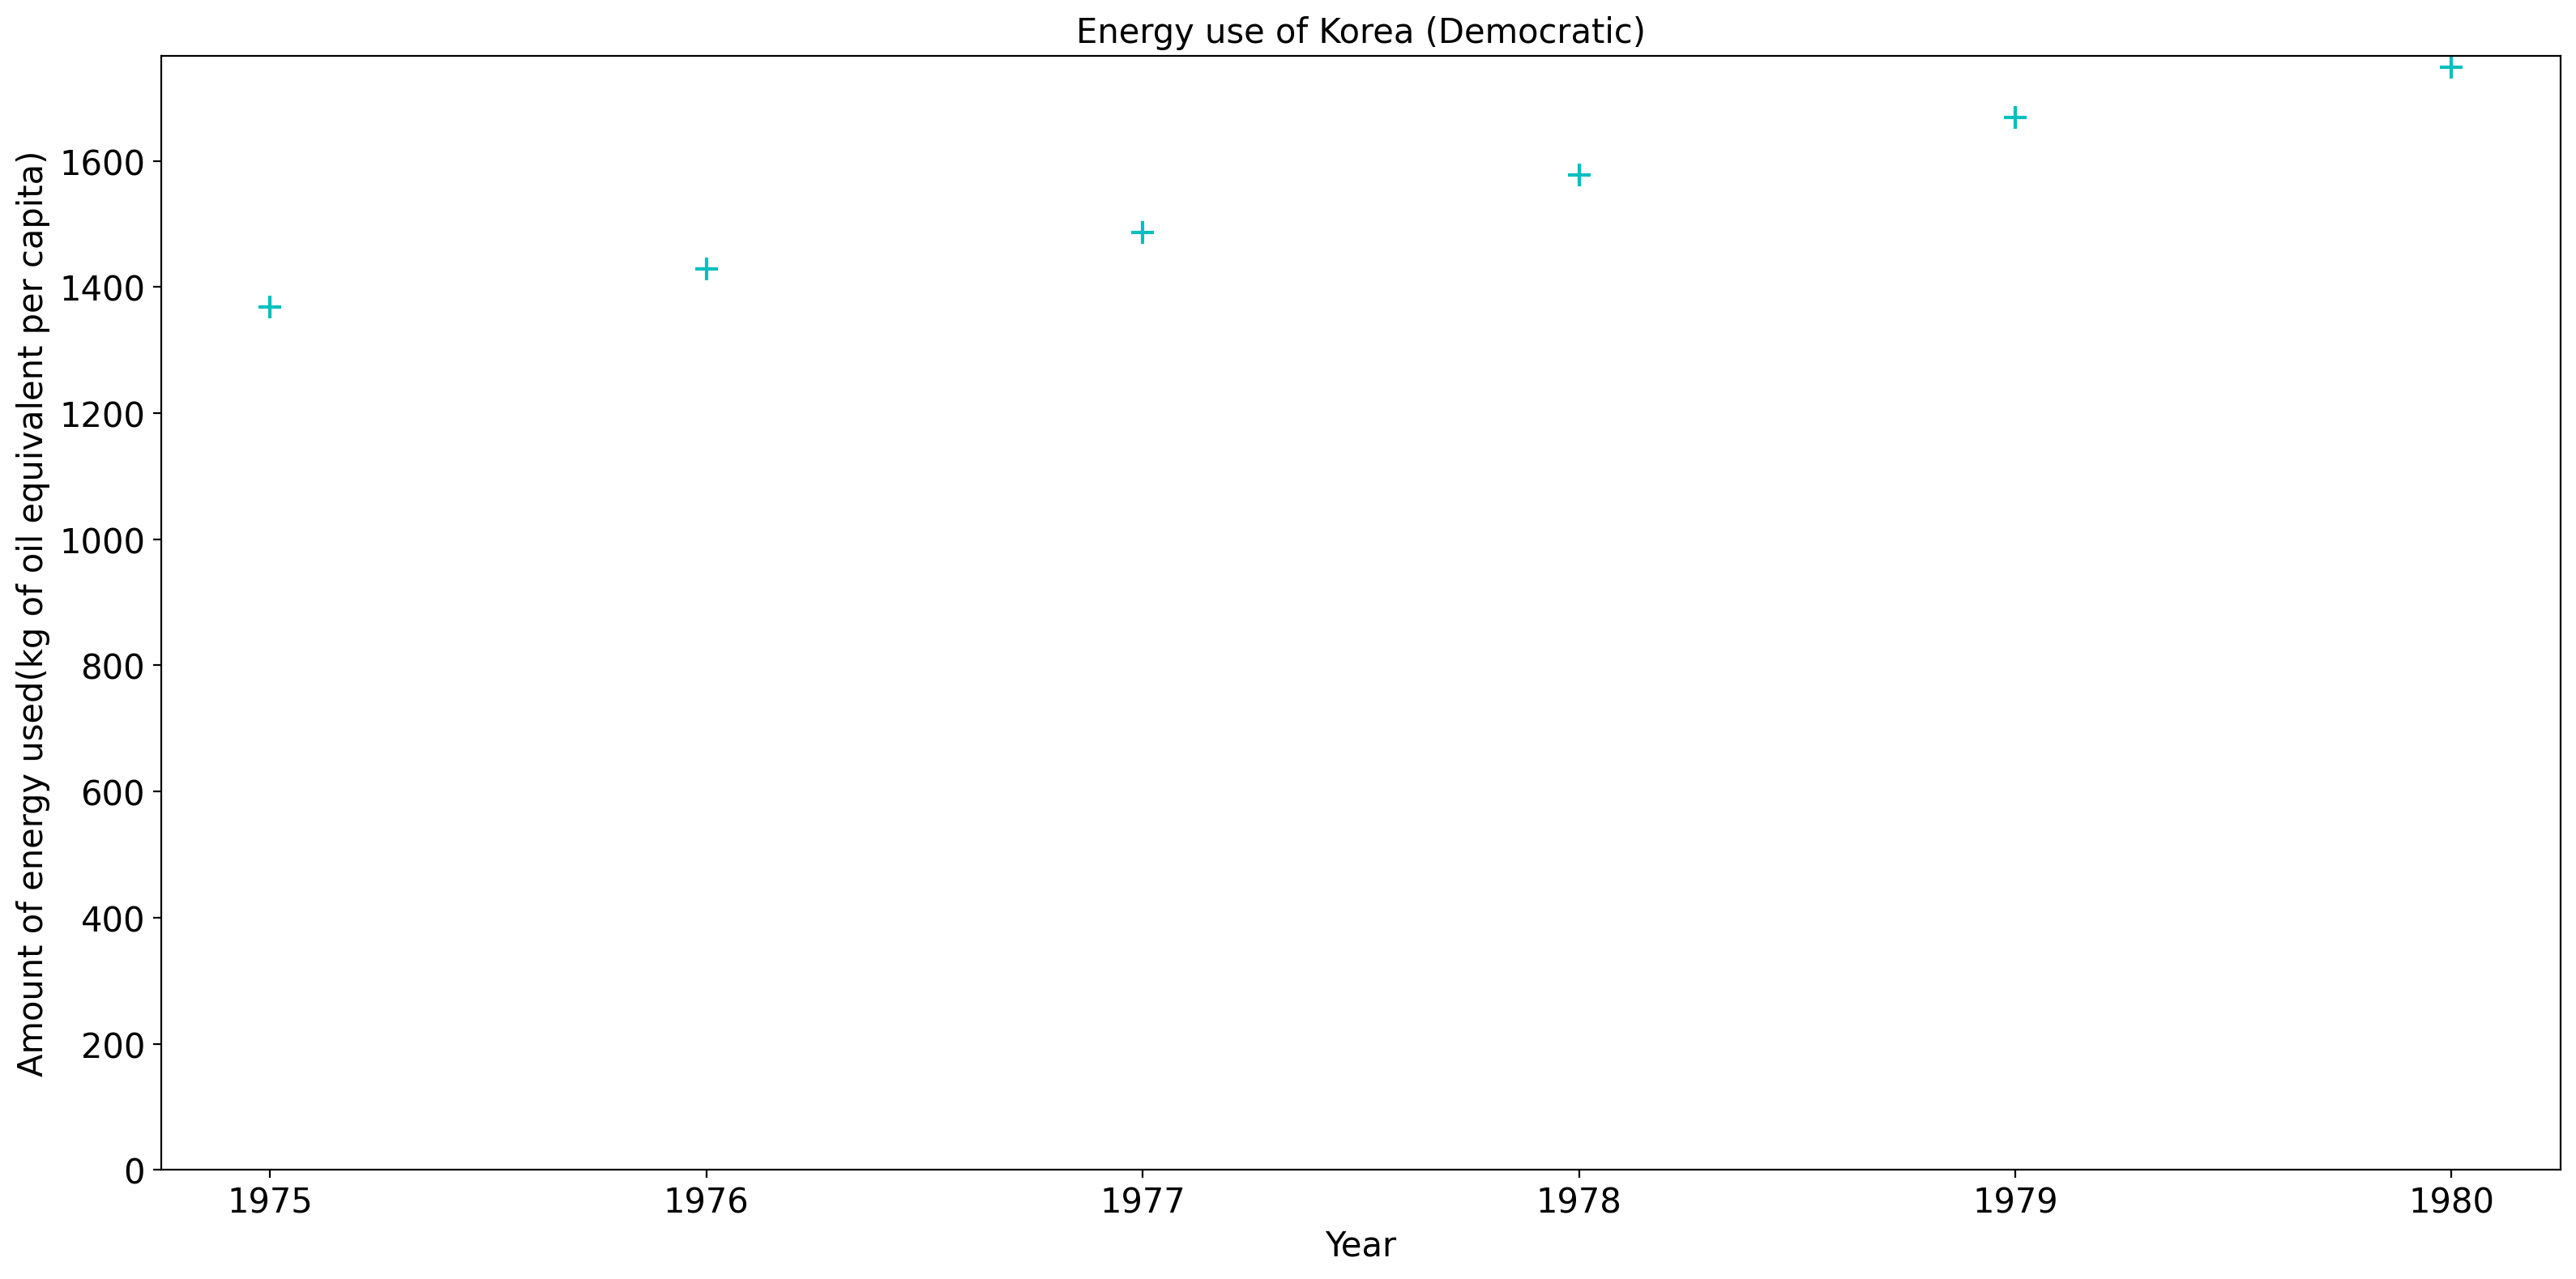 Energy use of Korea (Democratic)
Amount of energy used(kg of oil equivalent per capita)
1600
1400
1200
1000
800
600
400
200
0
1975 1976 1977 1978 1979 1980
Year